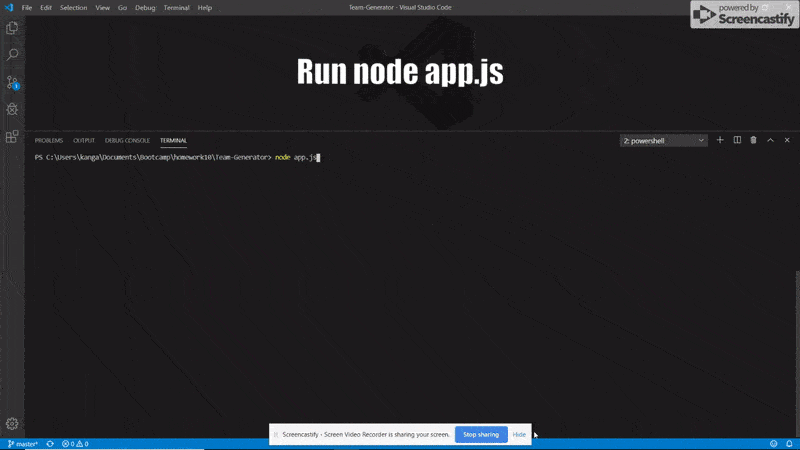 File Edit Selection View Go Debug Terminal Help
Team-Generator - Visual Studio Code
powered by
Screencastify
Run node app.js
PROBLEMS OUTPUT DEBUG CONSOLE TERMINAL
2: powershell
PS C:\Users\kanga\Documents\Bootcamp\homework10\Team-Generator> node app.js
1
Screencastify - Screen Video Recorder is sharing your screen.
Stop sharing
Hide
master*
0 0